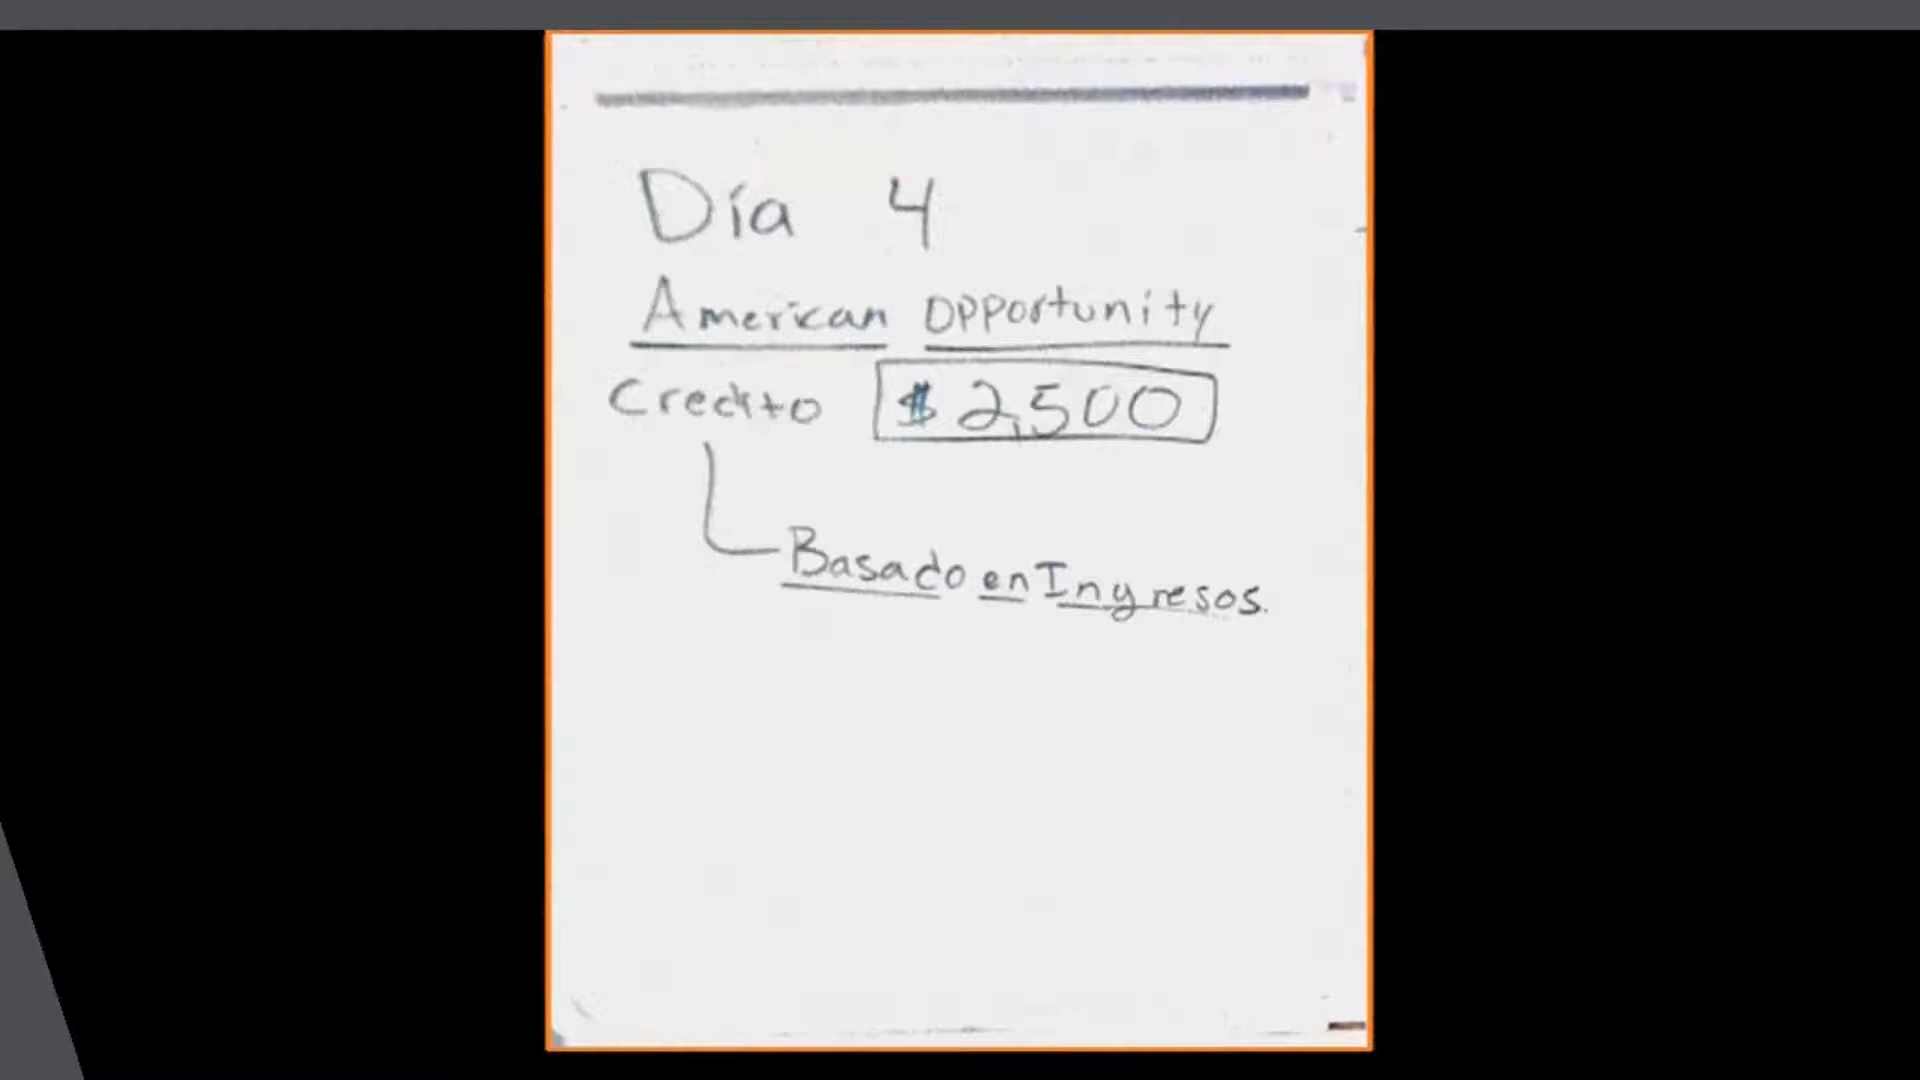 Día 4
American Opportunity
Credito $2,500
Basado en Ingresos.